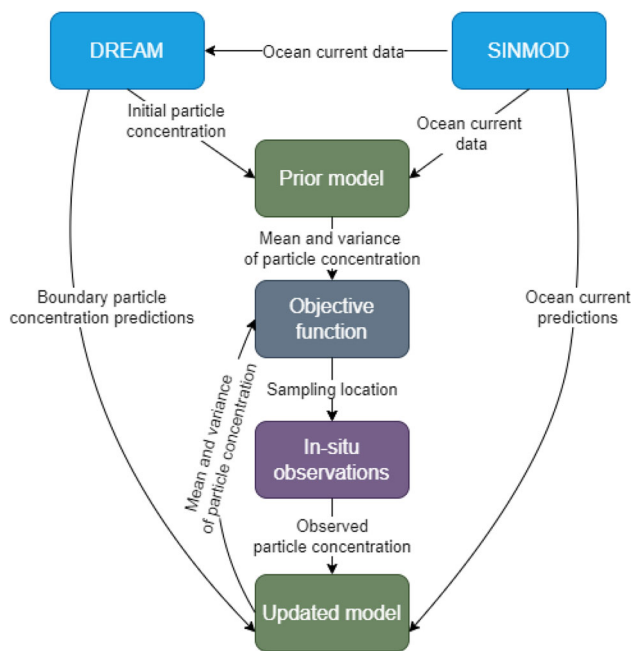 DREAM
Ocean current data
SINMOD
Initial particle
concentration
Ocean current
data
Prior model
Mean and variance
of particle concentration
Boundary particle
concentration predictions
Objective
function
Ocean current
predictions
Mean and variance
of particle concentration
Sampling location
In-situ
observations
Observed
particle concentration
Updated model